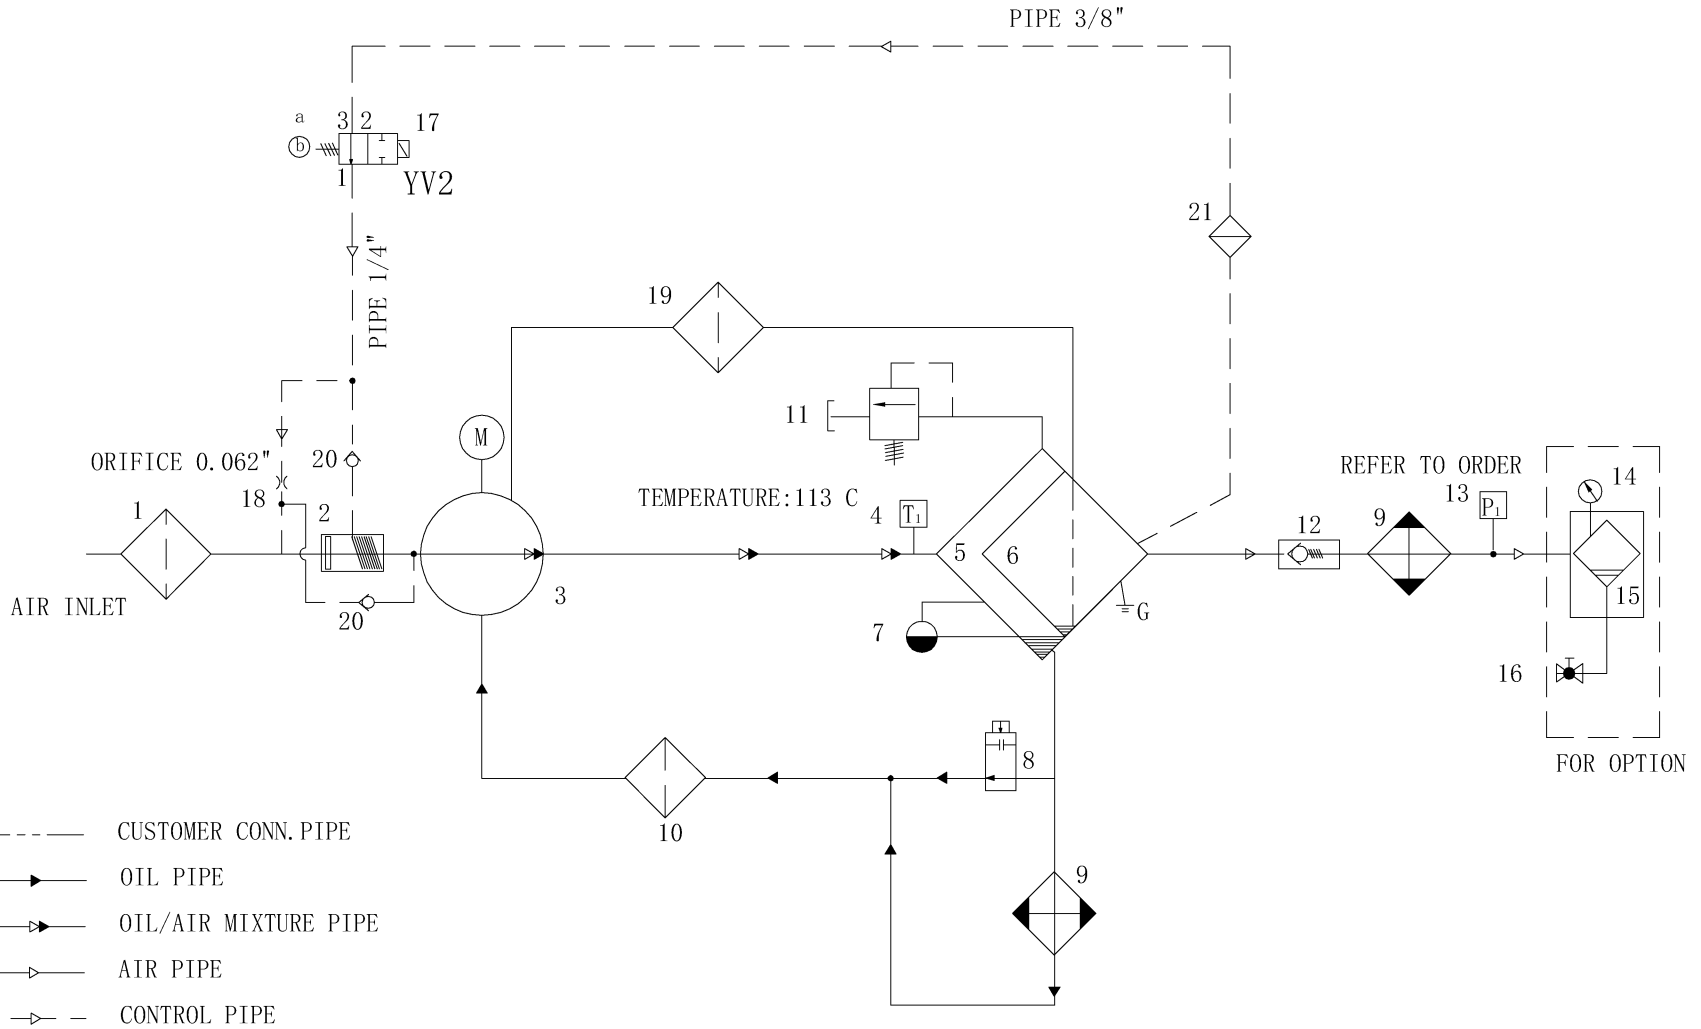 PIPE 3/8"
a
3 2
17
b
1
YV2
21
PIPE 1/4"
19
11
M
ORIFICE 0.062"
20
REFER TO ORDER
18
TEMPERATURE:113 C
13
P1
14
1
2
4
T1
12
9
5
6
3
15
AIR INLET
20
G
7
16
8
FOR OPTION
10
CUSTOMER CONN.PIPE
9
OIL PIPE
OIL/AIR MIXTURE PIPE
AIR PIPE
CONTROL PIPE